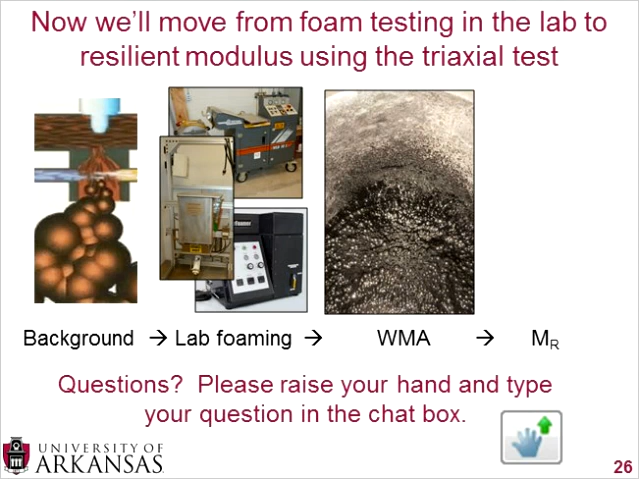 Now we'll move from foam testing in the lab to
resilient modulus using the triaxial test
Background → Lab foaming → WMA → MR
Questions? Please raise your hand and type
your question in the chat box.
UNIVERSITY OF
ARKANSAS
26